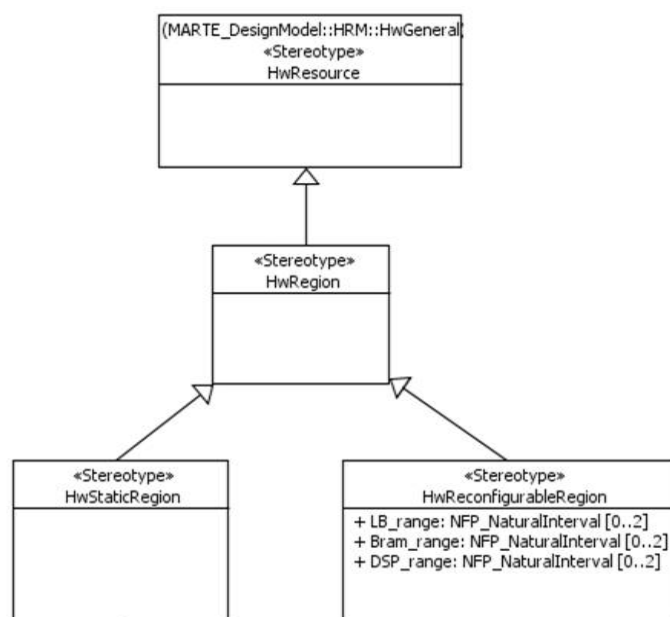 (MARTE_DesignModel::HRM::HwGeneral)
«Stereotype»
HwResource
«Stereotype»
HwRegion
«Stereotype»
HwStaticRegion
«Stereotype»
HwReconfigurableRegion
+ LB_range: NFP_NaturalInterval [0..2]
+ Bram_range: NFP_NaturalInterval [0..2]
+ DSP_range: NFP_NaturalInterval [0..2]